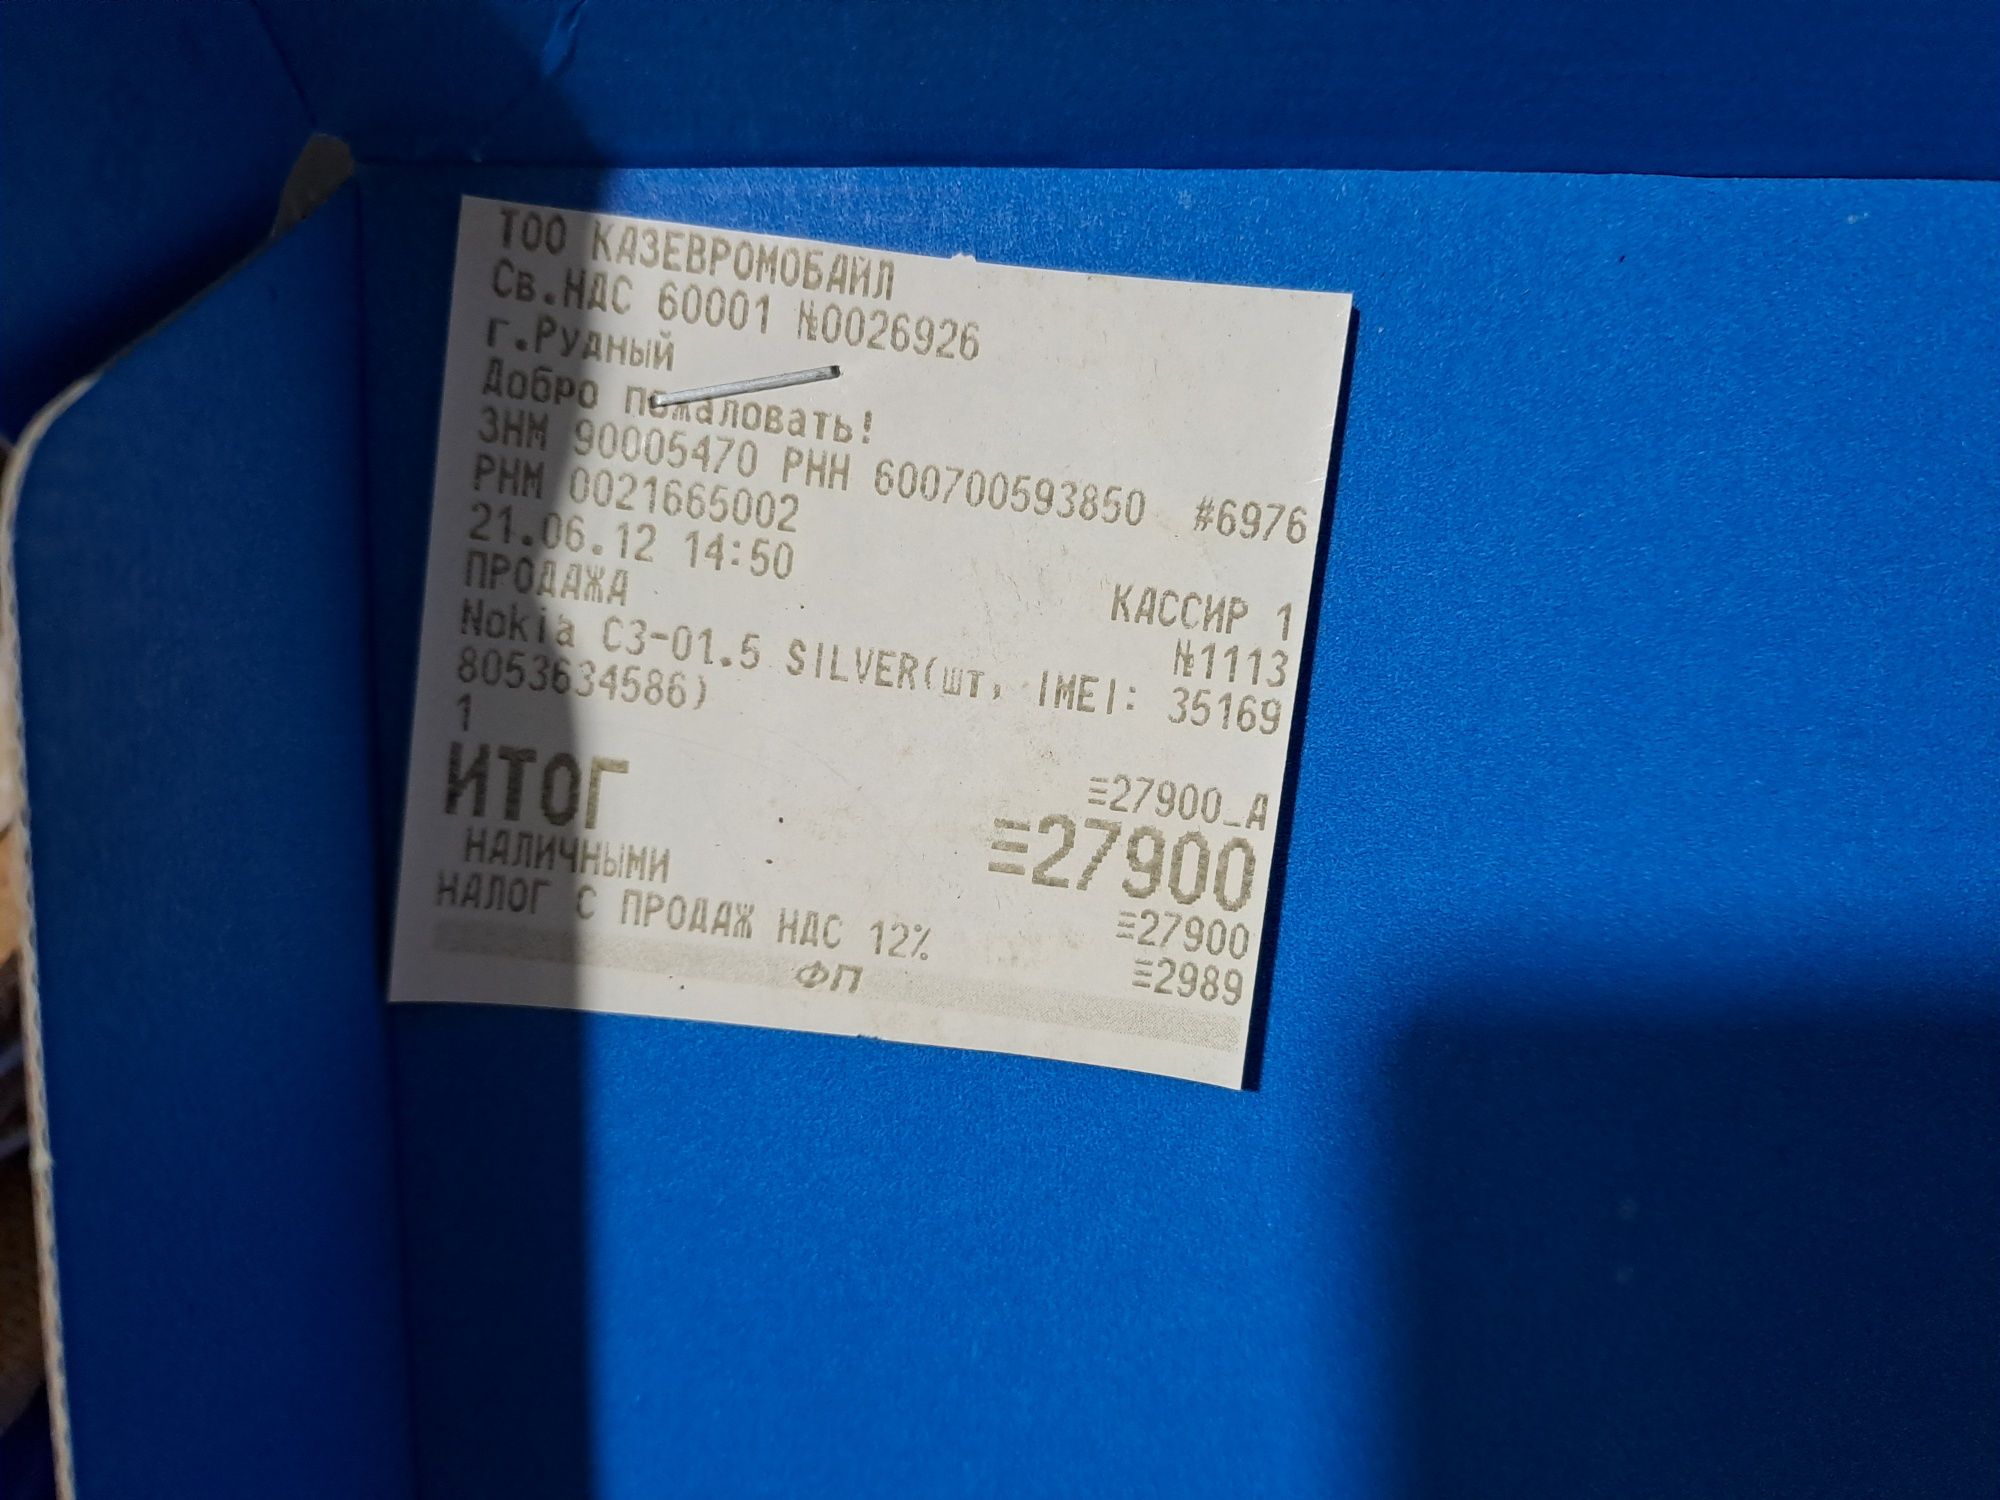 ТОО КАЗЕВРОМОБАЙЛ
Св.НДС 60001 №0026926
г.Рудный
Добро пожаловать!
ЗНМ 90005470 РНН 600700593850 #6976
РНМ 0021665002
21.06.12 14:50 КАССИР 1
ПРОДАЖА №1113
Nokia C3-01.5 SILVER(шт, IMEI: 35169
8053634586)
1 ≡27900_А
ИТОГ ≡27900
НАЛИЧНЫМИ ≡27900
НАЛОГ С ПРОДАЖ НДС 12% ≡2989
ФП